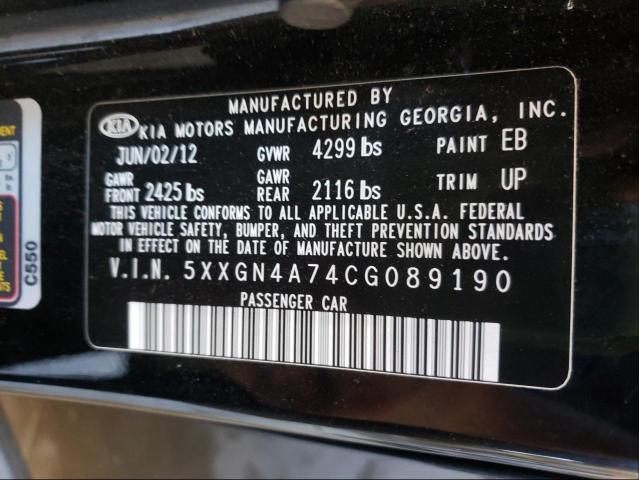 MANUFACTURED BY
KIA KIA MOTORS MANUFACTURING GEORGIA, INC.
JUN/02/12 GVWR 4299 lbs PAINT EB
GAWR FRONT 2425 lbs GAWR REAR 2116 lbs TRIM UP
THIS VEHICLE CONFORMS TO ALL APPLICABLE U.S.A. FEDERAL
MOTOR VEHICLE SAFETY, BUMPER, AND THEFT PREVENTION STANDARDS
IN EFFECT ON THE DATE OF MANUFACTURE SHOWN ABOVE.
V.I.N. 5XXGN4A74CG089190
PASSENGER CAR
C550